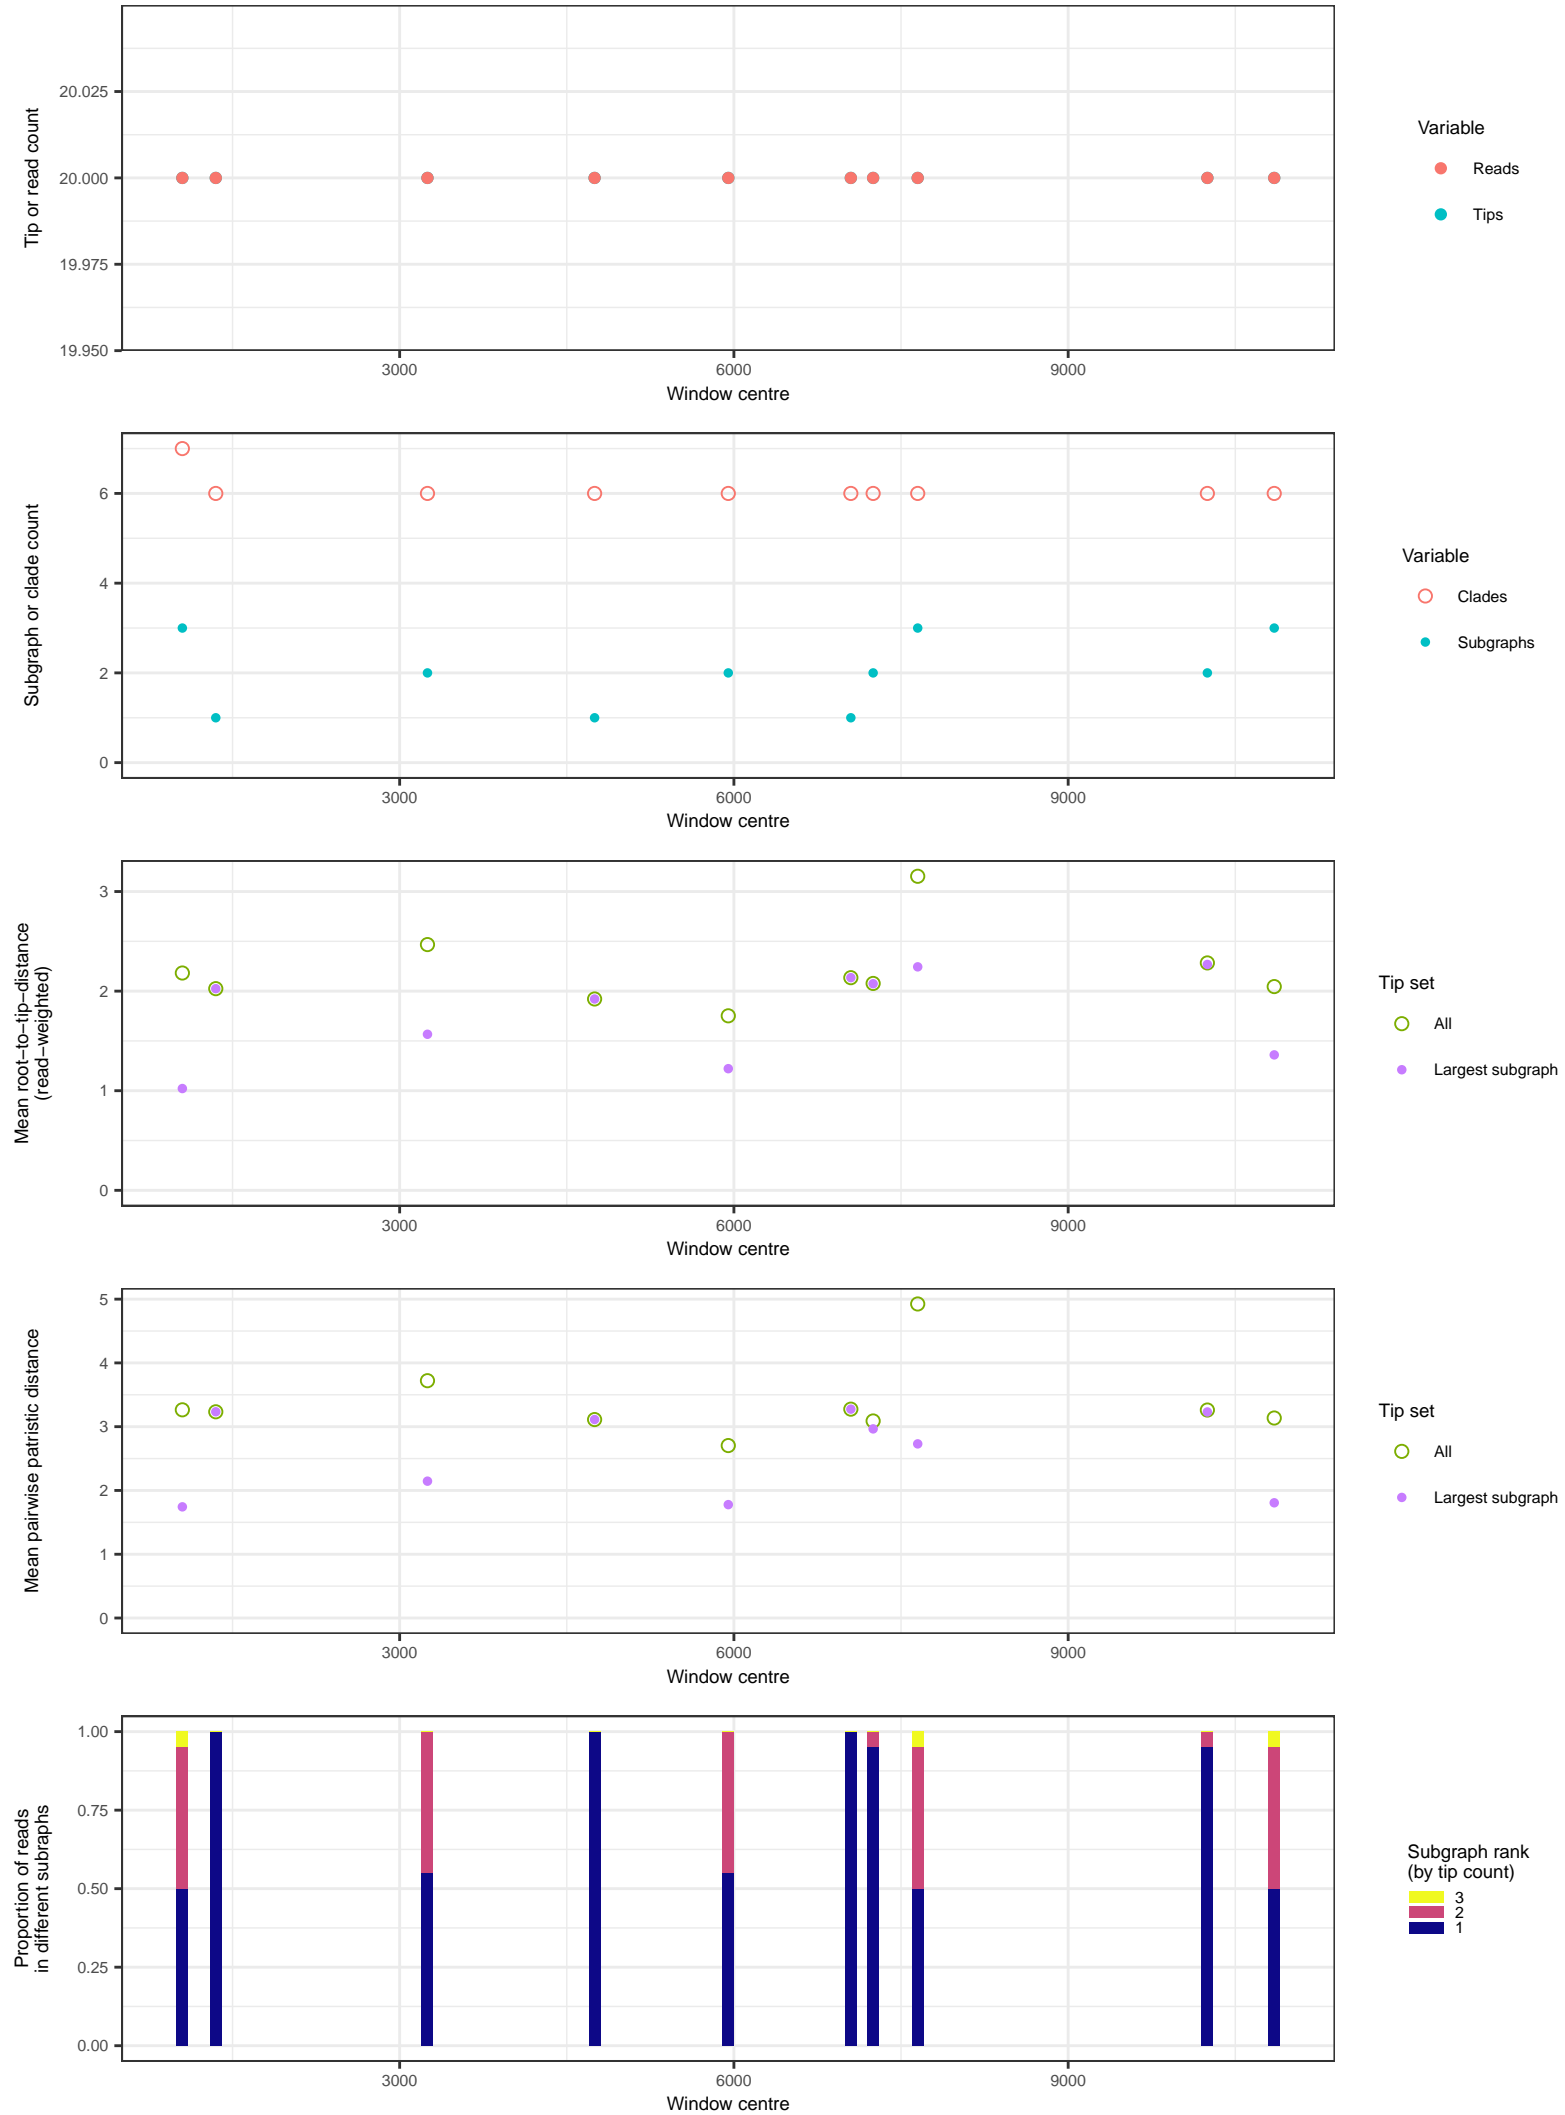 Tip or read count
20.025
20.000
19.975
19.950
3000
6000
9000
Window centre
Variable
Reads
Tips
Subgraph or clade count
6
4
2
0
3000
6000
9000
Window centre
Variable
Clades
Subgraphs
Mean root−to−tip−distance
(read−weighted)
3
2
1
0
3000
6000
9000
Window centre
Tip set
All
Largest subgraph
Mean pairwise patristic distance
5
4
3
2
1
0
3000
6000
9000
Window centre
Tip set
All
Largest subgraph
Proportion of reads
in different subraphs
1.00
0.75
0.50
0.25
0.00
3000
6000
9000
Window centre
Subgraph rank
(by tip count)
3
2
1